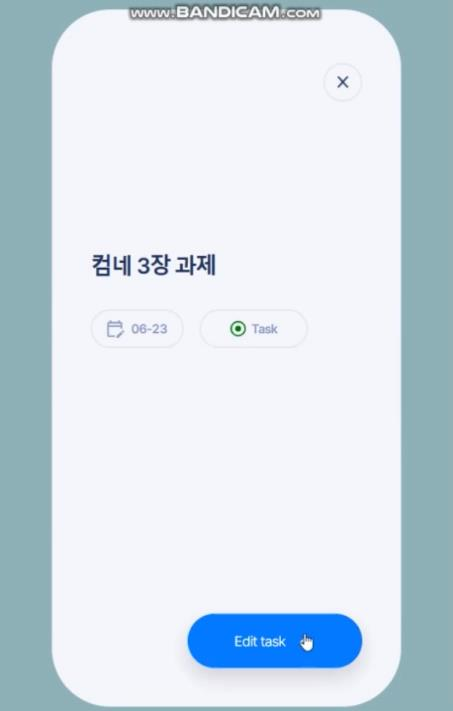 www.BANDICAM.com
컴네 3장 과제
06-23
Task
Edit task